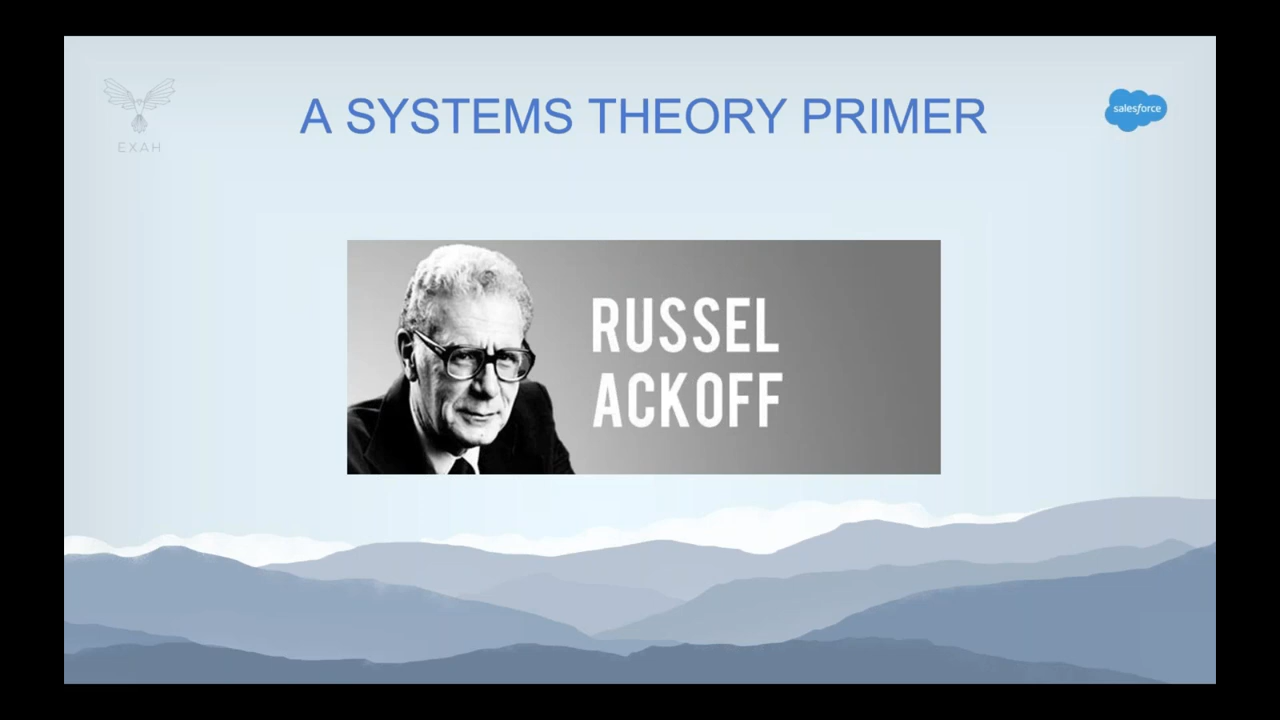 A SYSTEMS THEORY PRIMER
EXAH
salesforce
RUSSEL
ACKOFF